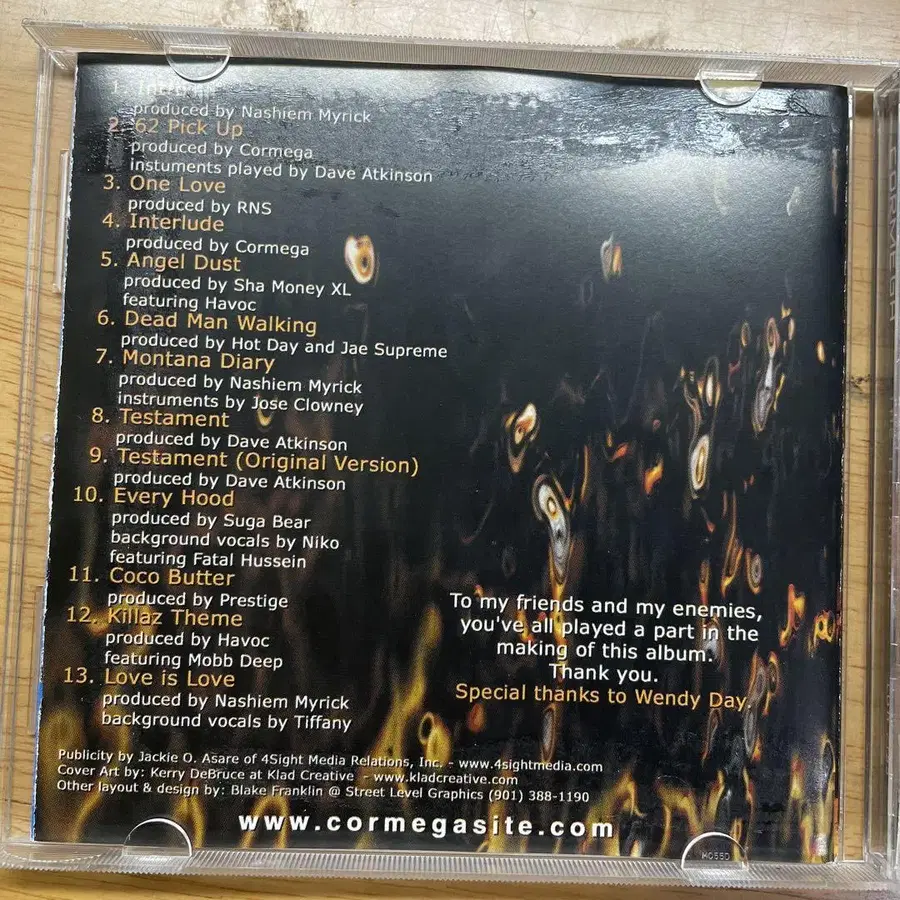 1. Intro
produced by Nashiem Myrick
2. 62 Pick Up
produced by Cormega
instuments played by Dave Atkinson
3. One Love
produced by RNS
4. Interlude
produced by Cormega
5. Angel Dust
produced by Sha Money XL
featuring Havoc
6. Dead Man Walking
produced by Hot Day and Jae Supreme
7. Montana Diary
produced by Nashiem Myrick
instruments by Jose Clowney
8. Testament
produced by Dave Atkinson
9. Testament (Original Version)
produced by Dave Atkinson
10. Every Hood
produced by Suga Bear
background vocals by Niko
featuring Fatal Hussein
11. Coco Butter
produced by Prestige
12. Killaz Theme
produced by Havoc
featuring Mobb Deep
13. Love is Love
produced by Nashiem Myrick
background vocals by Tiffany
To my friends and my enemies,
you've all played a part in the
making of this album.
Thank you.
Special thanks to Wendy Day.
Publicity by Jackie O. Asare of 4Sight Media Relations, Inc. - www.4sightmedia.com
Cover Art by: Kerry DeBruce at Klad Creative - www.kladcreative.com
Other layout & design by: Blake Franklin @ Street Level Graphics (901) 388-1190
www.cormegasite.com
CORMEGA